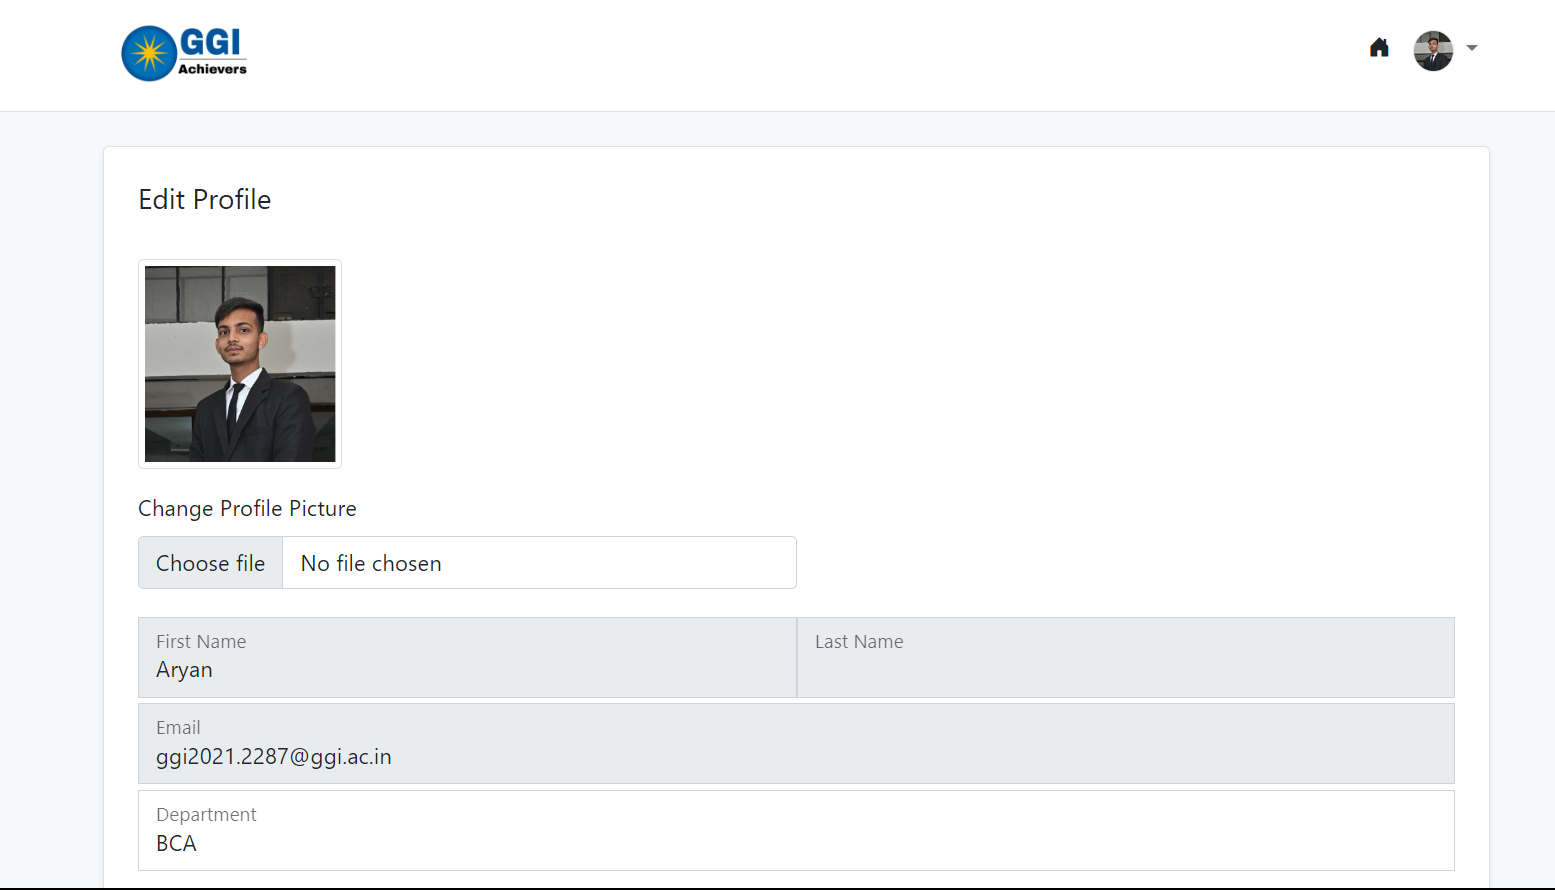 GGI
Achievers
Edit Profile
Change Profile Picture
Choose file No file chosen
First Name Last Name
Aryan
Email
ggi2021.2287@ggi.ac.in
Department
BCA